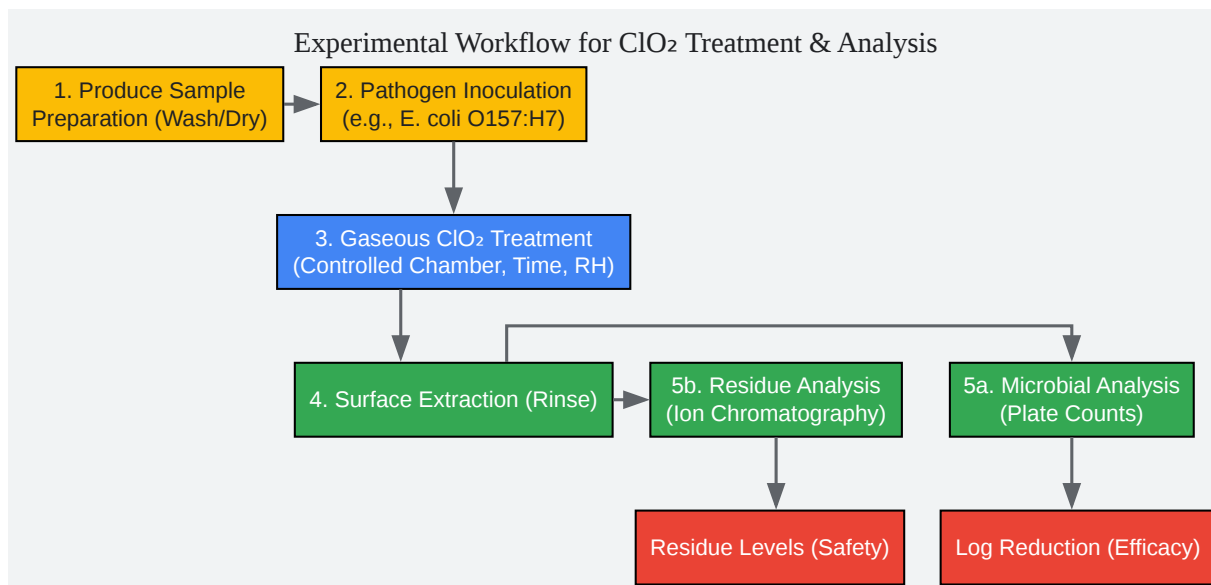 Experimental Workflow for ClO₂ Treatment & Analysis
1. Produce Sample
Preparation (Wash/Dry)
2. Pathogen Inoculation
(e.g., E. coli O157:H7)
3. Gaseous ClO₂ Treatment
(Controlled Chamber, Time, RH)
4. Surface Extraction (Rinse)
5b. Residue Analysis
(Ion Chromatography)
5a. Microbial Analysis
(Plate Counts)
Residue Levels (Safety)
Log Reduction (Efficacy)